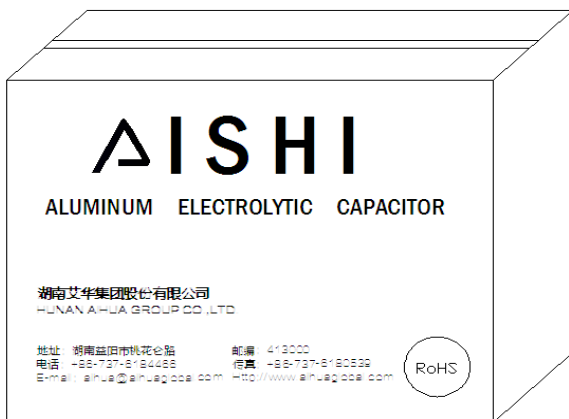 AISHI
ALUMINUM ELECTROLYTIC CAPACITOR
湖南艾华集团股份有限公司
HUNAN AIHUA GROUP CO.,LTD
地址: 湖南益阳市桃花仑路 邮编: 413000
电话: +86-737-6184466 传真: +86-737-6180539
E-mail: aihua@aihuaglobal.com Http://www.aihuaglobal.com
RoHS